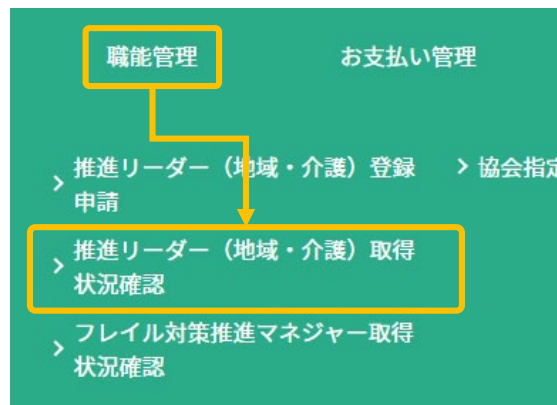 職能管理 お支払い管理
> 推進リーダー（地域・介護）登録 > 協会指定
申請
> 推進リーダー（地域・介護）取得
状況確認
> フレイル対策推進マネジャー取得
状況確認